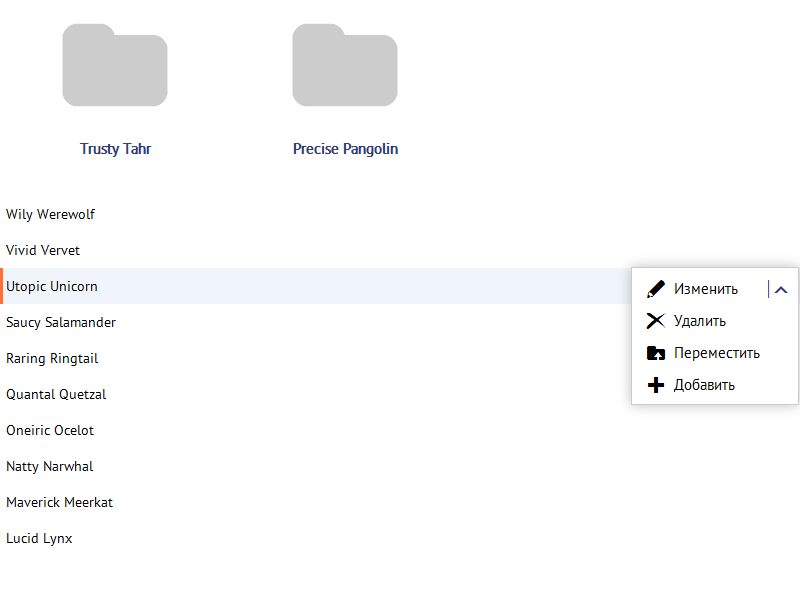 Trusty Tahr
Precise Pangolin
Wily Werewolf
Vivid Vervet
Utopic Unicorn
Saucy Salamander
Raring Ringtail
Quantal Quetzal
Oneiric Ocelot
Natty Narwhal
Maverick Meerkat
Lucid Lynx
Изменить
Удалить
Переместить
Добавить